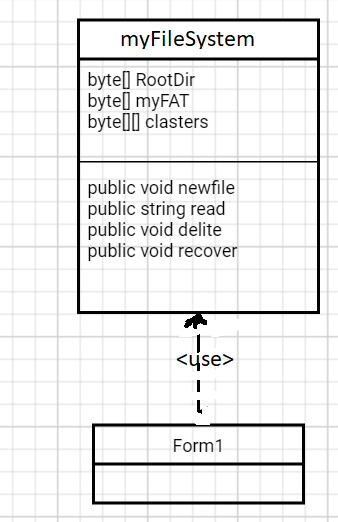 myFileSystem
byte[] RootDir
byte[] myFAT
byte[][] clasters
public void newfile
public string read
public void delite
public void recover
<use>
Form1